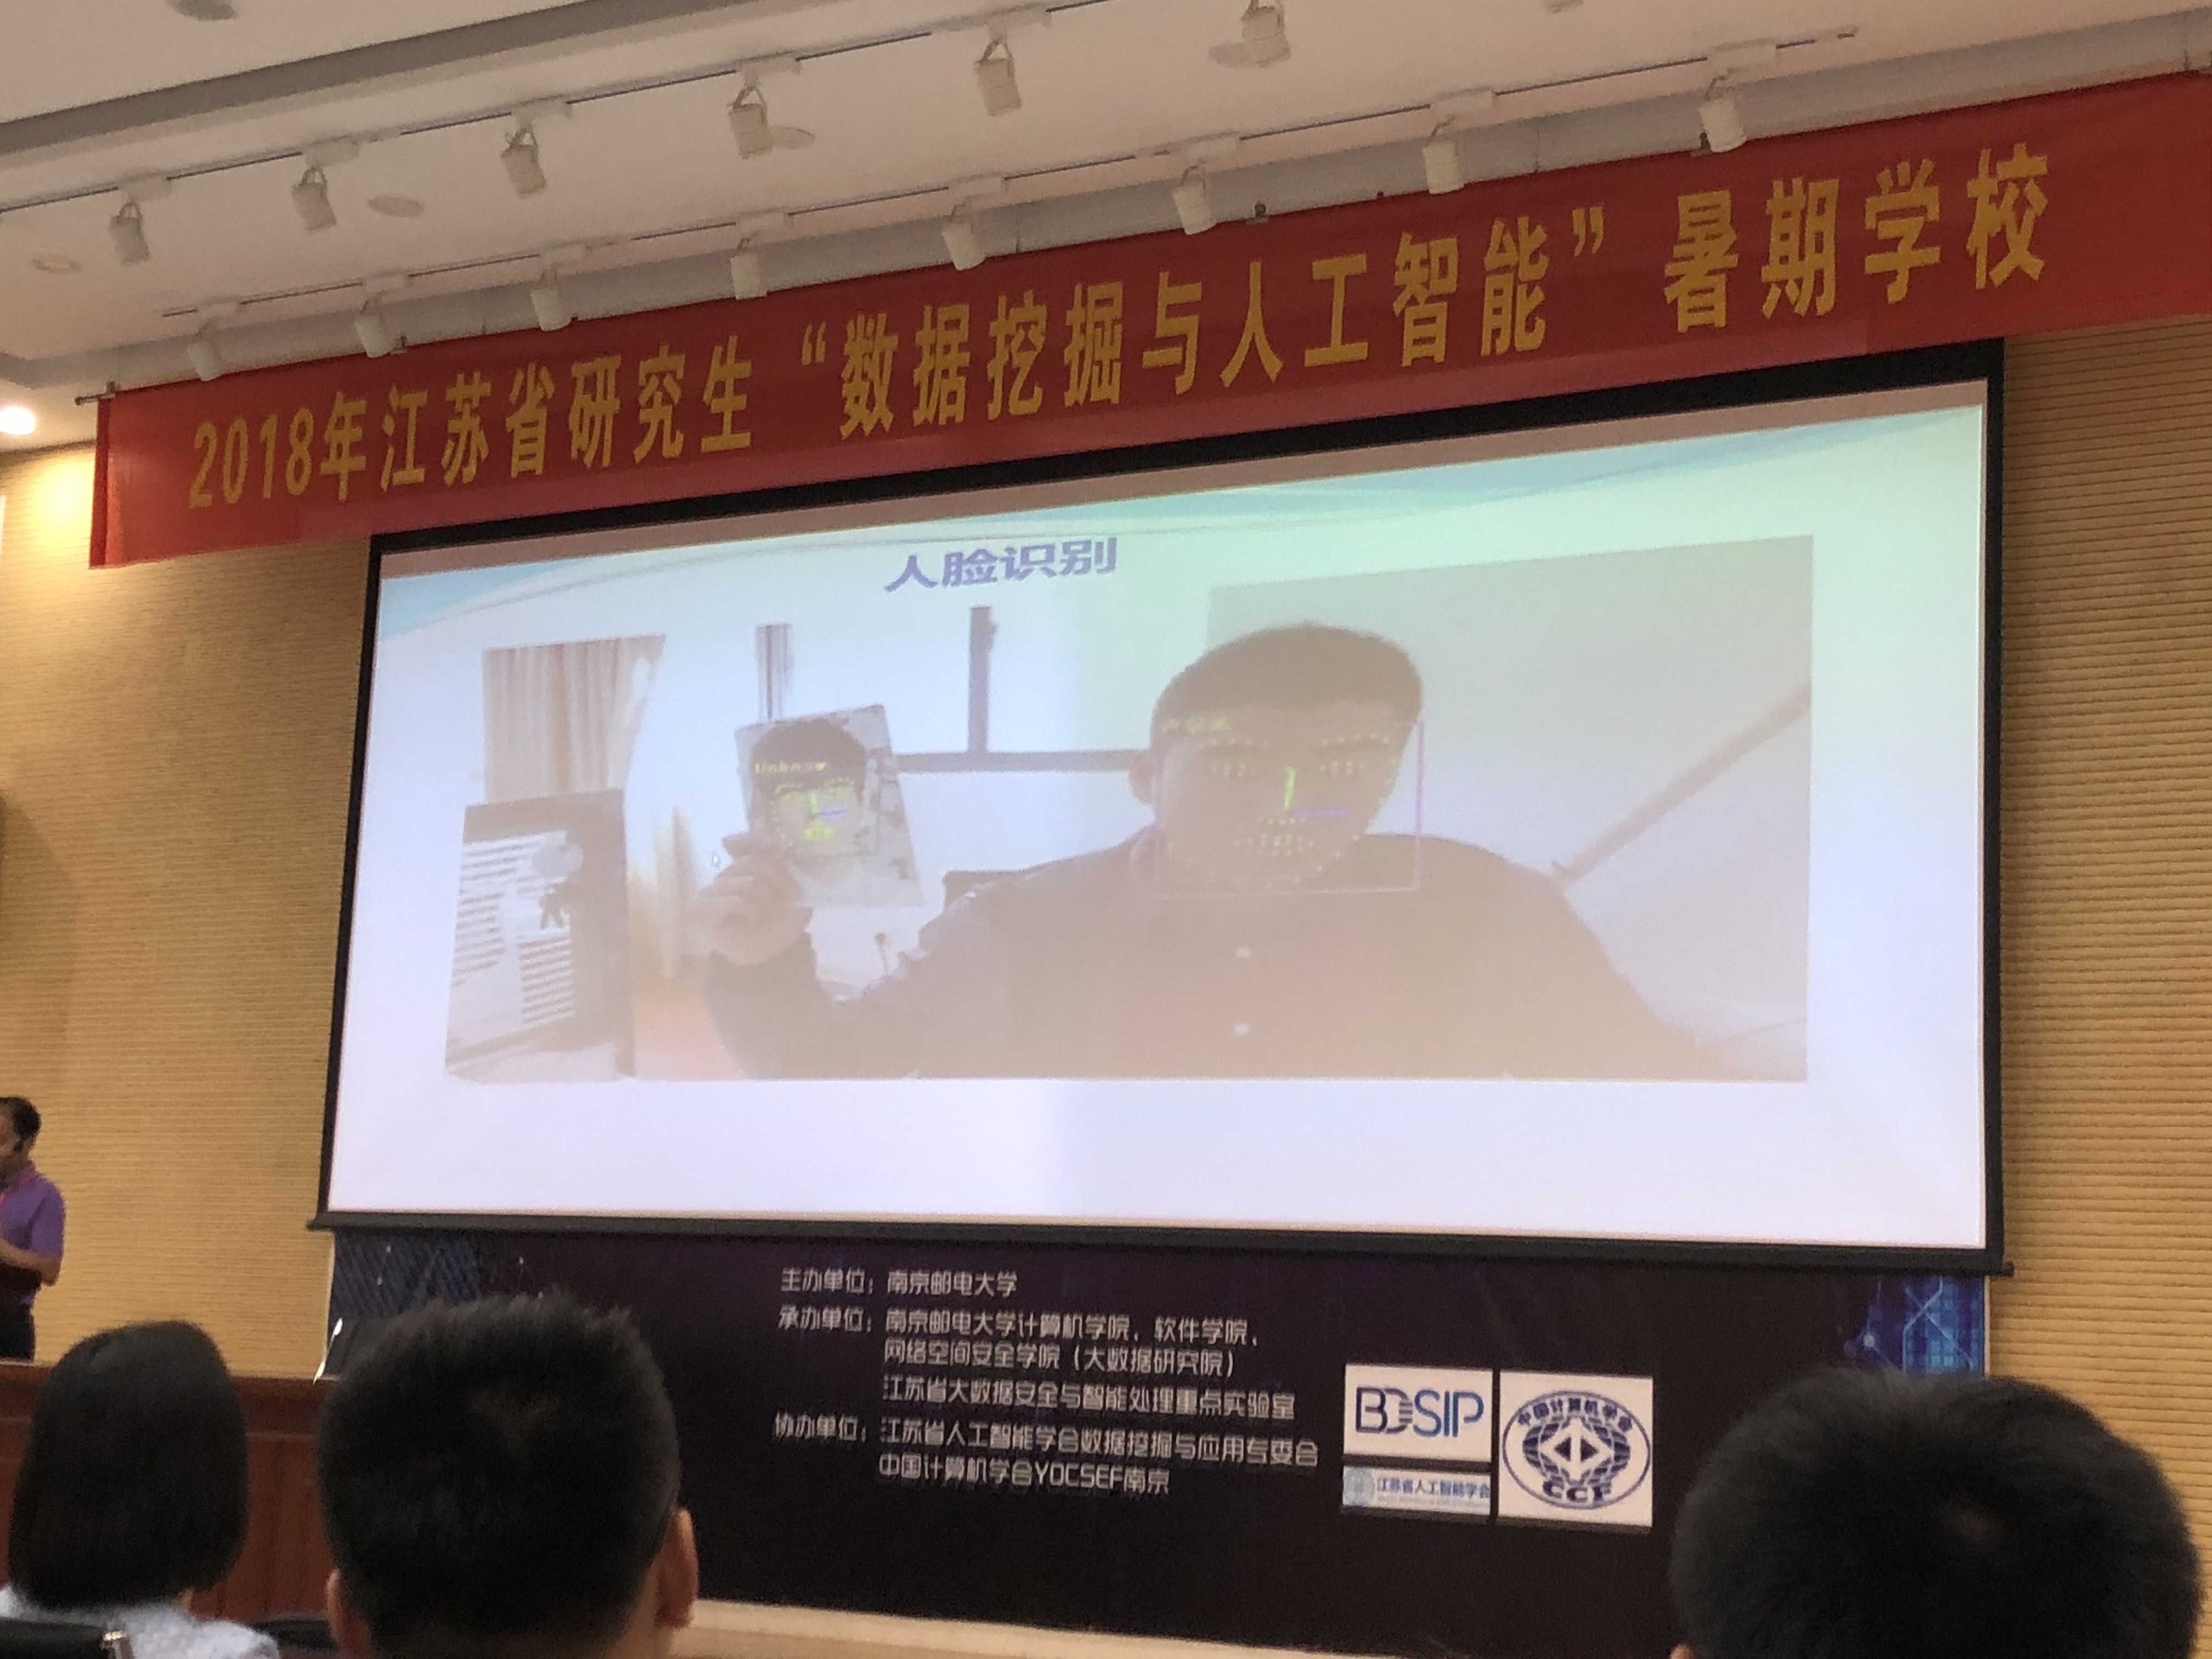 2018年江苏省研究生“数据挖掘与人工智能”暑期学校
人脸识别
Unknow
主办单位：南京邮电大学
承办单位：南京邮电大学计算机学院、软件学院、
网络空间安全学院（大数据研究院）
江苏省大数据安全与智能处理重点实验室
协办单位：江苏省人工智能学会数据挖掘与应用专委会
中国计算机学会YOCSEF南京
BDSIP
江苏省人工智能学会
中国计算机学会
CCF